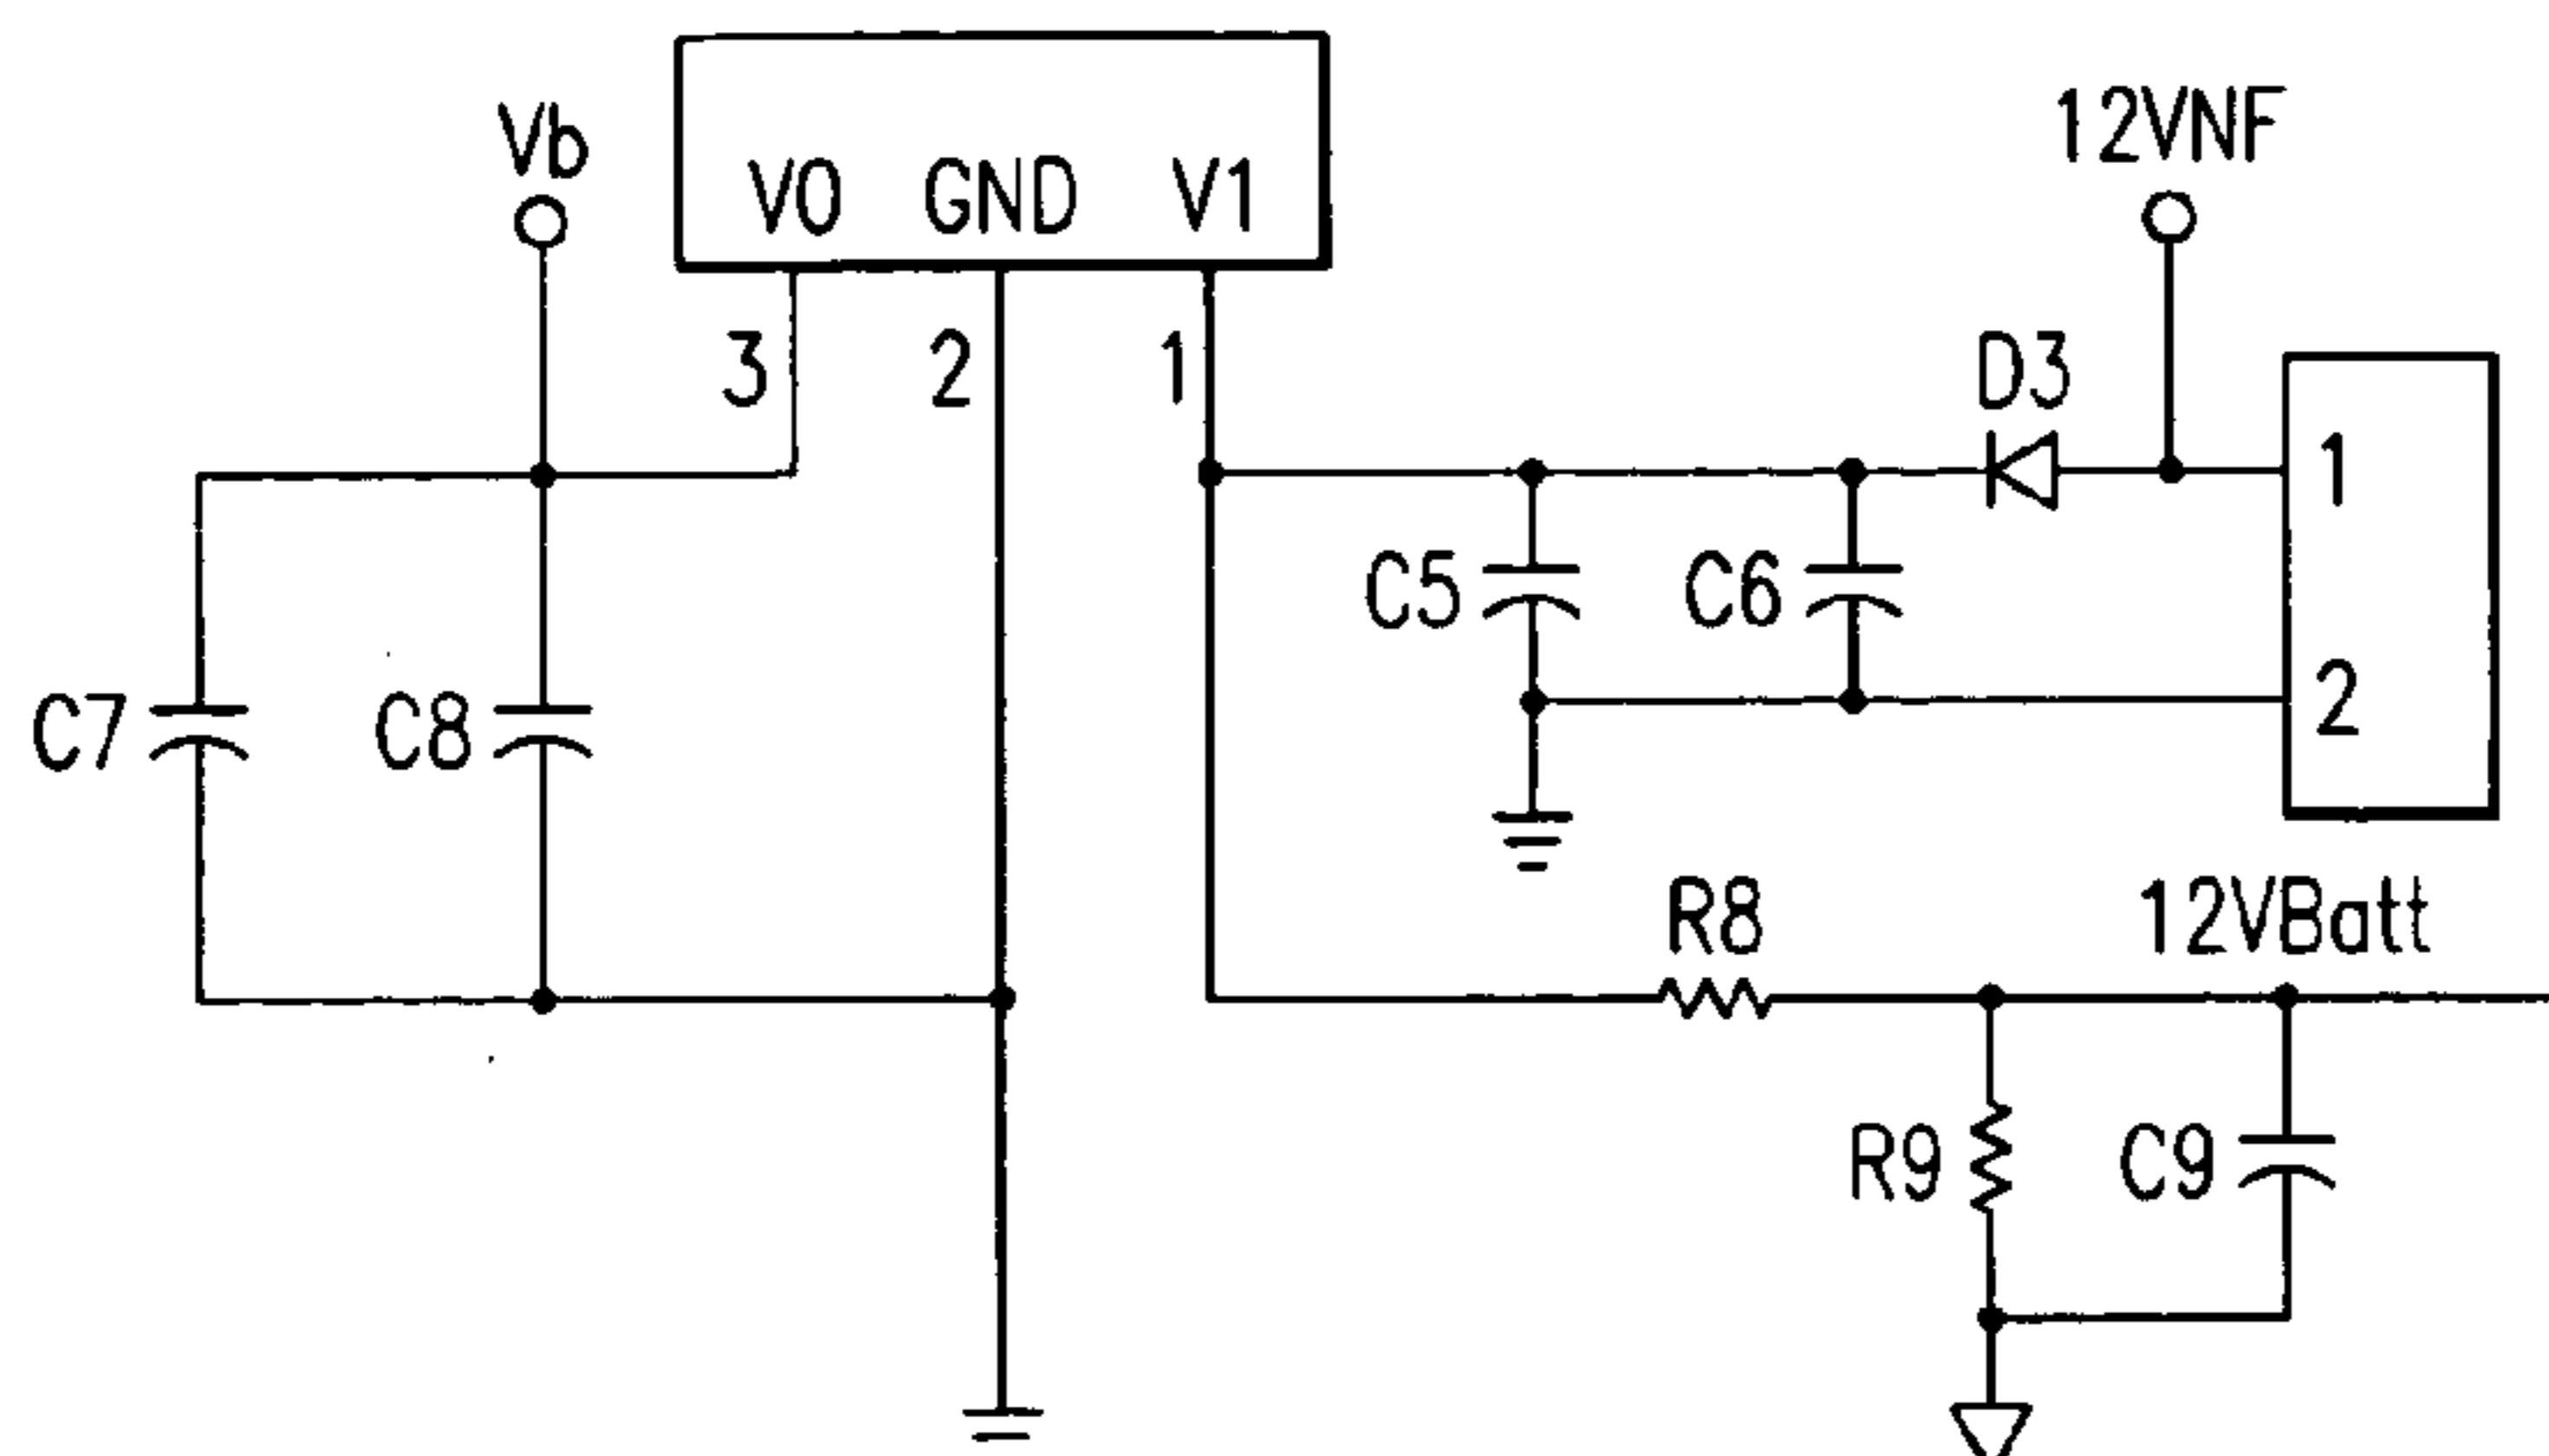 Vb
12VNF
V0 GND V1
3 2 1
D3
1
C5 C6
C7 C8
2
R8 12VBatt
R9 C9